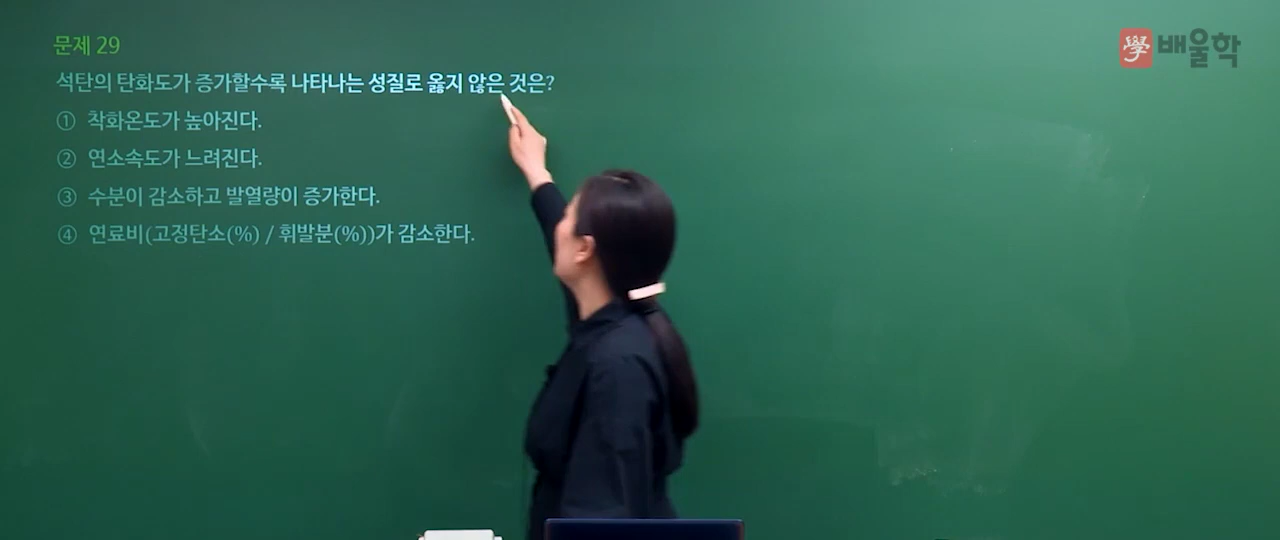 문제 29
學 배울학
석탄의 탄화도가 증가할수록 나타나는 성질로 옳지 않은 것은?
① 착화온도가 높아진다.
② 연소속도가 느려진다.
③ 수분이 감소하고 발열량이 증가한다.
④ 연료비(고정탄소(%) / 휘발분(%))가 감소한다.